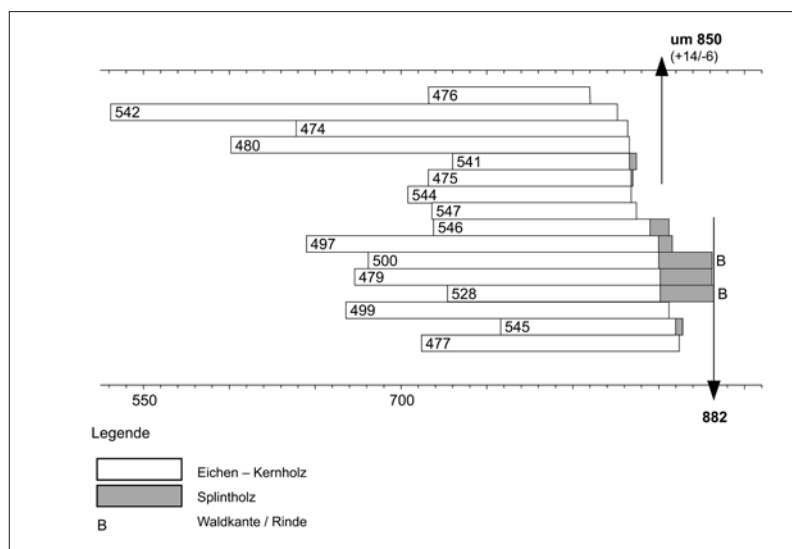 um 850
(+14/-6)
476
542
474
480
541
475
544
547
546
497
500 B
479
528 B
499
545
477
550 700
882
Legende
Eichen – Kernholz
Splintholz
B Waldkante / Rinde